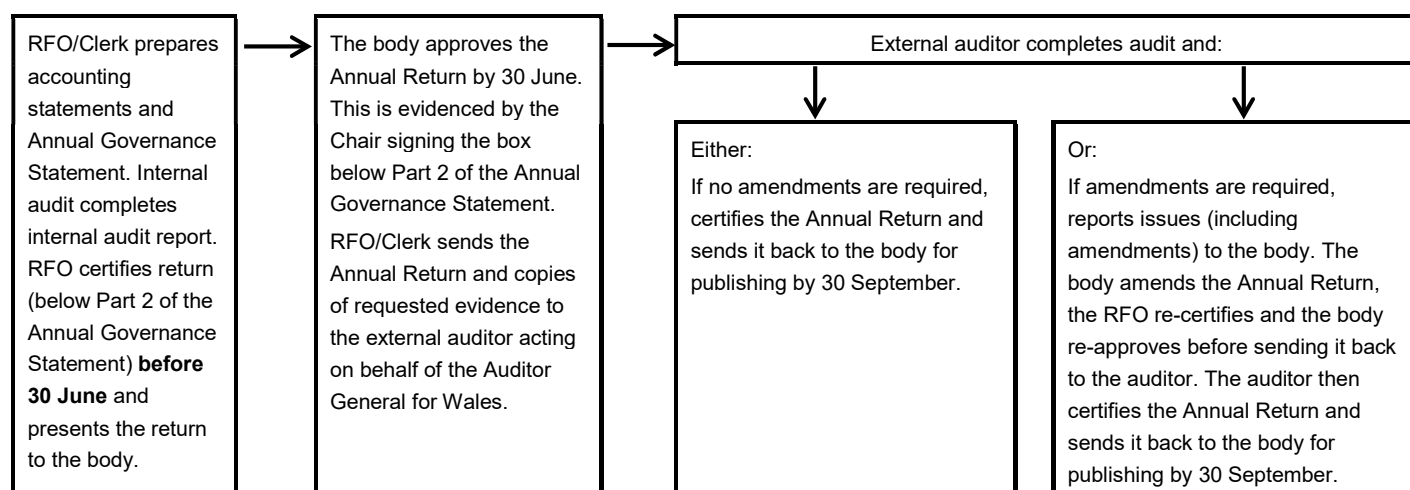 RFO/Clerk prepares
accounting
statements and
Annual Governance
Statement. Internal
audit completes
internal audit report.
RFO certifies return
(below Part 2 of the
Annual Governance
Statement) before
30 June and
presents the return
to the body.
The body approves the
Annual Return by 30 June.
This is evidenced by the
Chair signing the box
below Part 2 of the Annual
Governance Statement.
RFO/Clerk sends the
Annual Return and copies
of requested evidence to
the external auditor acting
on behalf of the Auditor
General for Wales.
External auditor completes audit and:
Either:
If no amendments are required,
certifies the Annual Return and
sends it back to the body for
publishing by 30 September.
Or:
If amendments are required,
reports issues (including
amendments) to the body. The
body amends the Annual Return,
the RFO re-certifies and the body
re-approves before sending it back
to the auditor. The auditor then
certifies the Annual Return and
sends it back to the body for
publishing by 30 September.